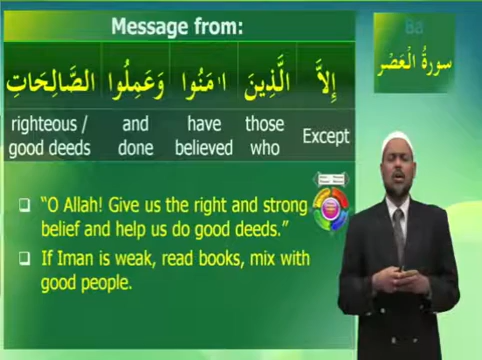 Message from:
8a
سورةُ الْعَصْر
إِلاَّ الَّذِينَ اٰمَنُوا وَعَمِلُوا الصَّالِحَاتِ
righteous / good deeds
and done
have believed
those who
Except
❑ “O Allah! Give us the right and strong
belief and help us do good deeds.”
❑ If Iman is weak, read books, mix with
good people.